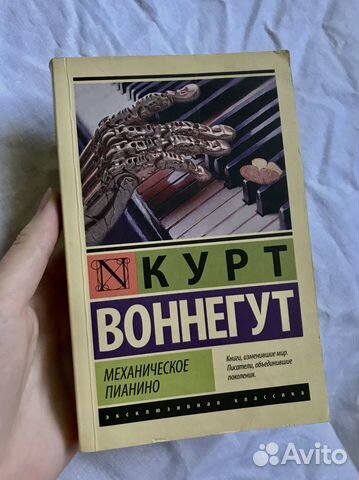 N КУРТ
ВОННЕГУТ
МЕХАНИЧЕСКОЕ
ПИАНИНО
Книги, изменившие мир.
Писатели, объединившие
поколения.
эксклюзивная классика
Avito